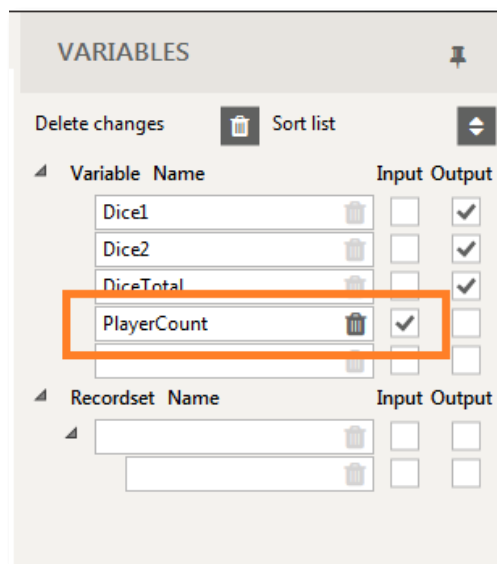 VARIABLES
Delete changes Sort list
Variable Name Input Output
Dice1
Dice2
DiceTotal
PlayerCount
Recordset Name Input Output